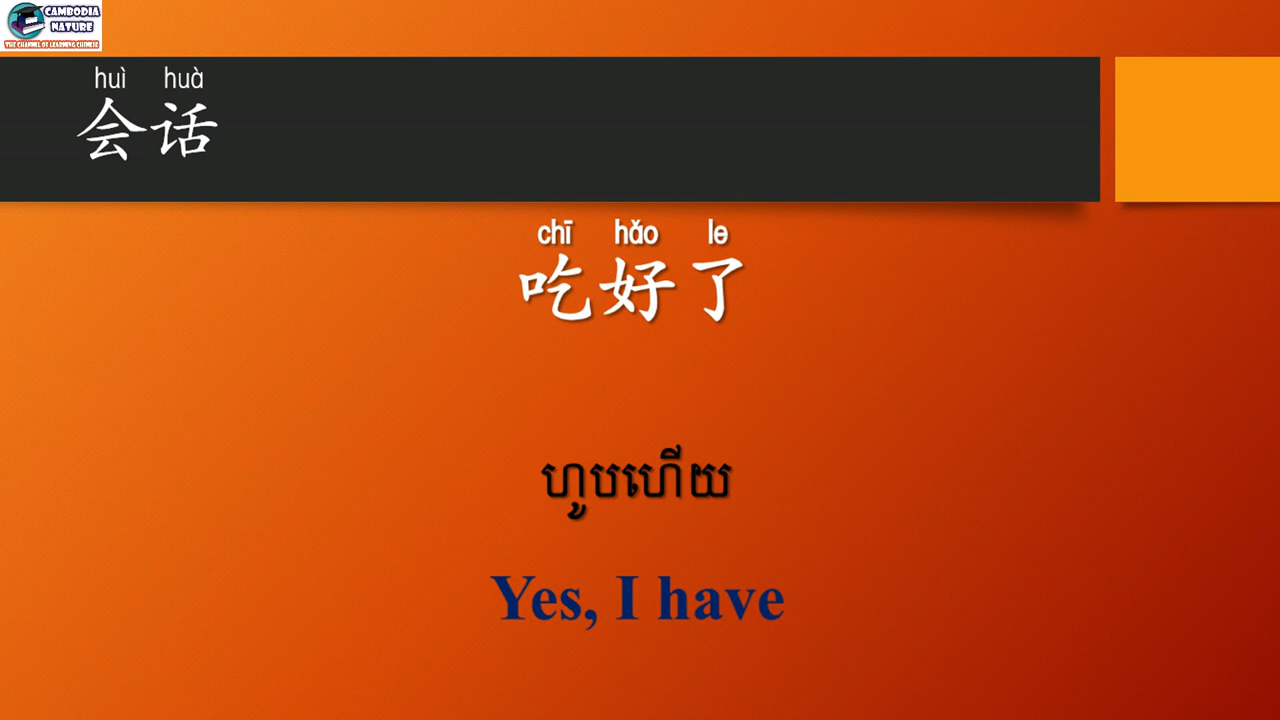 CAMBODIA
NATURE
THE CHANNEL OF LEARNING CHINESE
huì huà
会话
chī hǎo le
吃好了
ហូបហើយ
Yes, I have